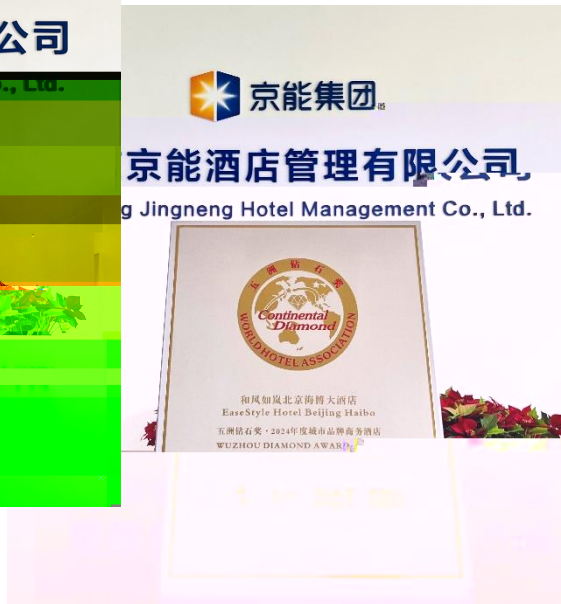 公司
., Ltd.
京能集团
京能酒店管理有限公司
g Jingneng Hotel Management Co., Ltd.
五洲钻石奖
Continental
Diamond
WORLD HOTEL ASSOCIATION
和风如岚北京海博大酒店
EaseStyle Hotel Beijing Haibo
五洲钻石奖·2024年度城市品牌商务酒店
WUZHOU DIAMOND AWARD